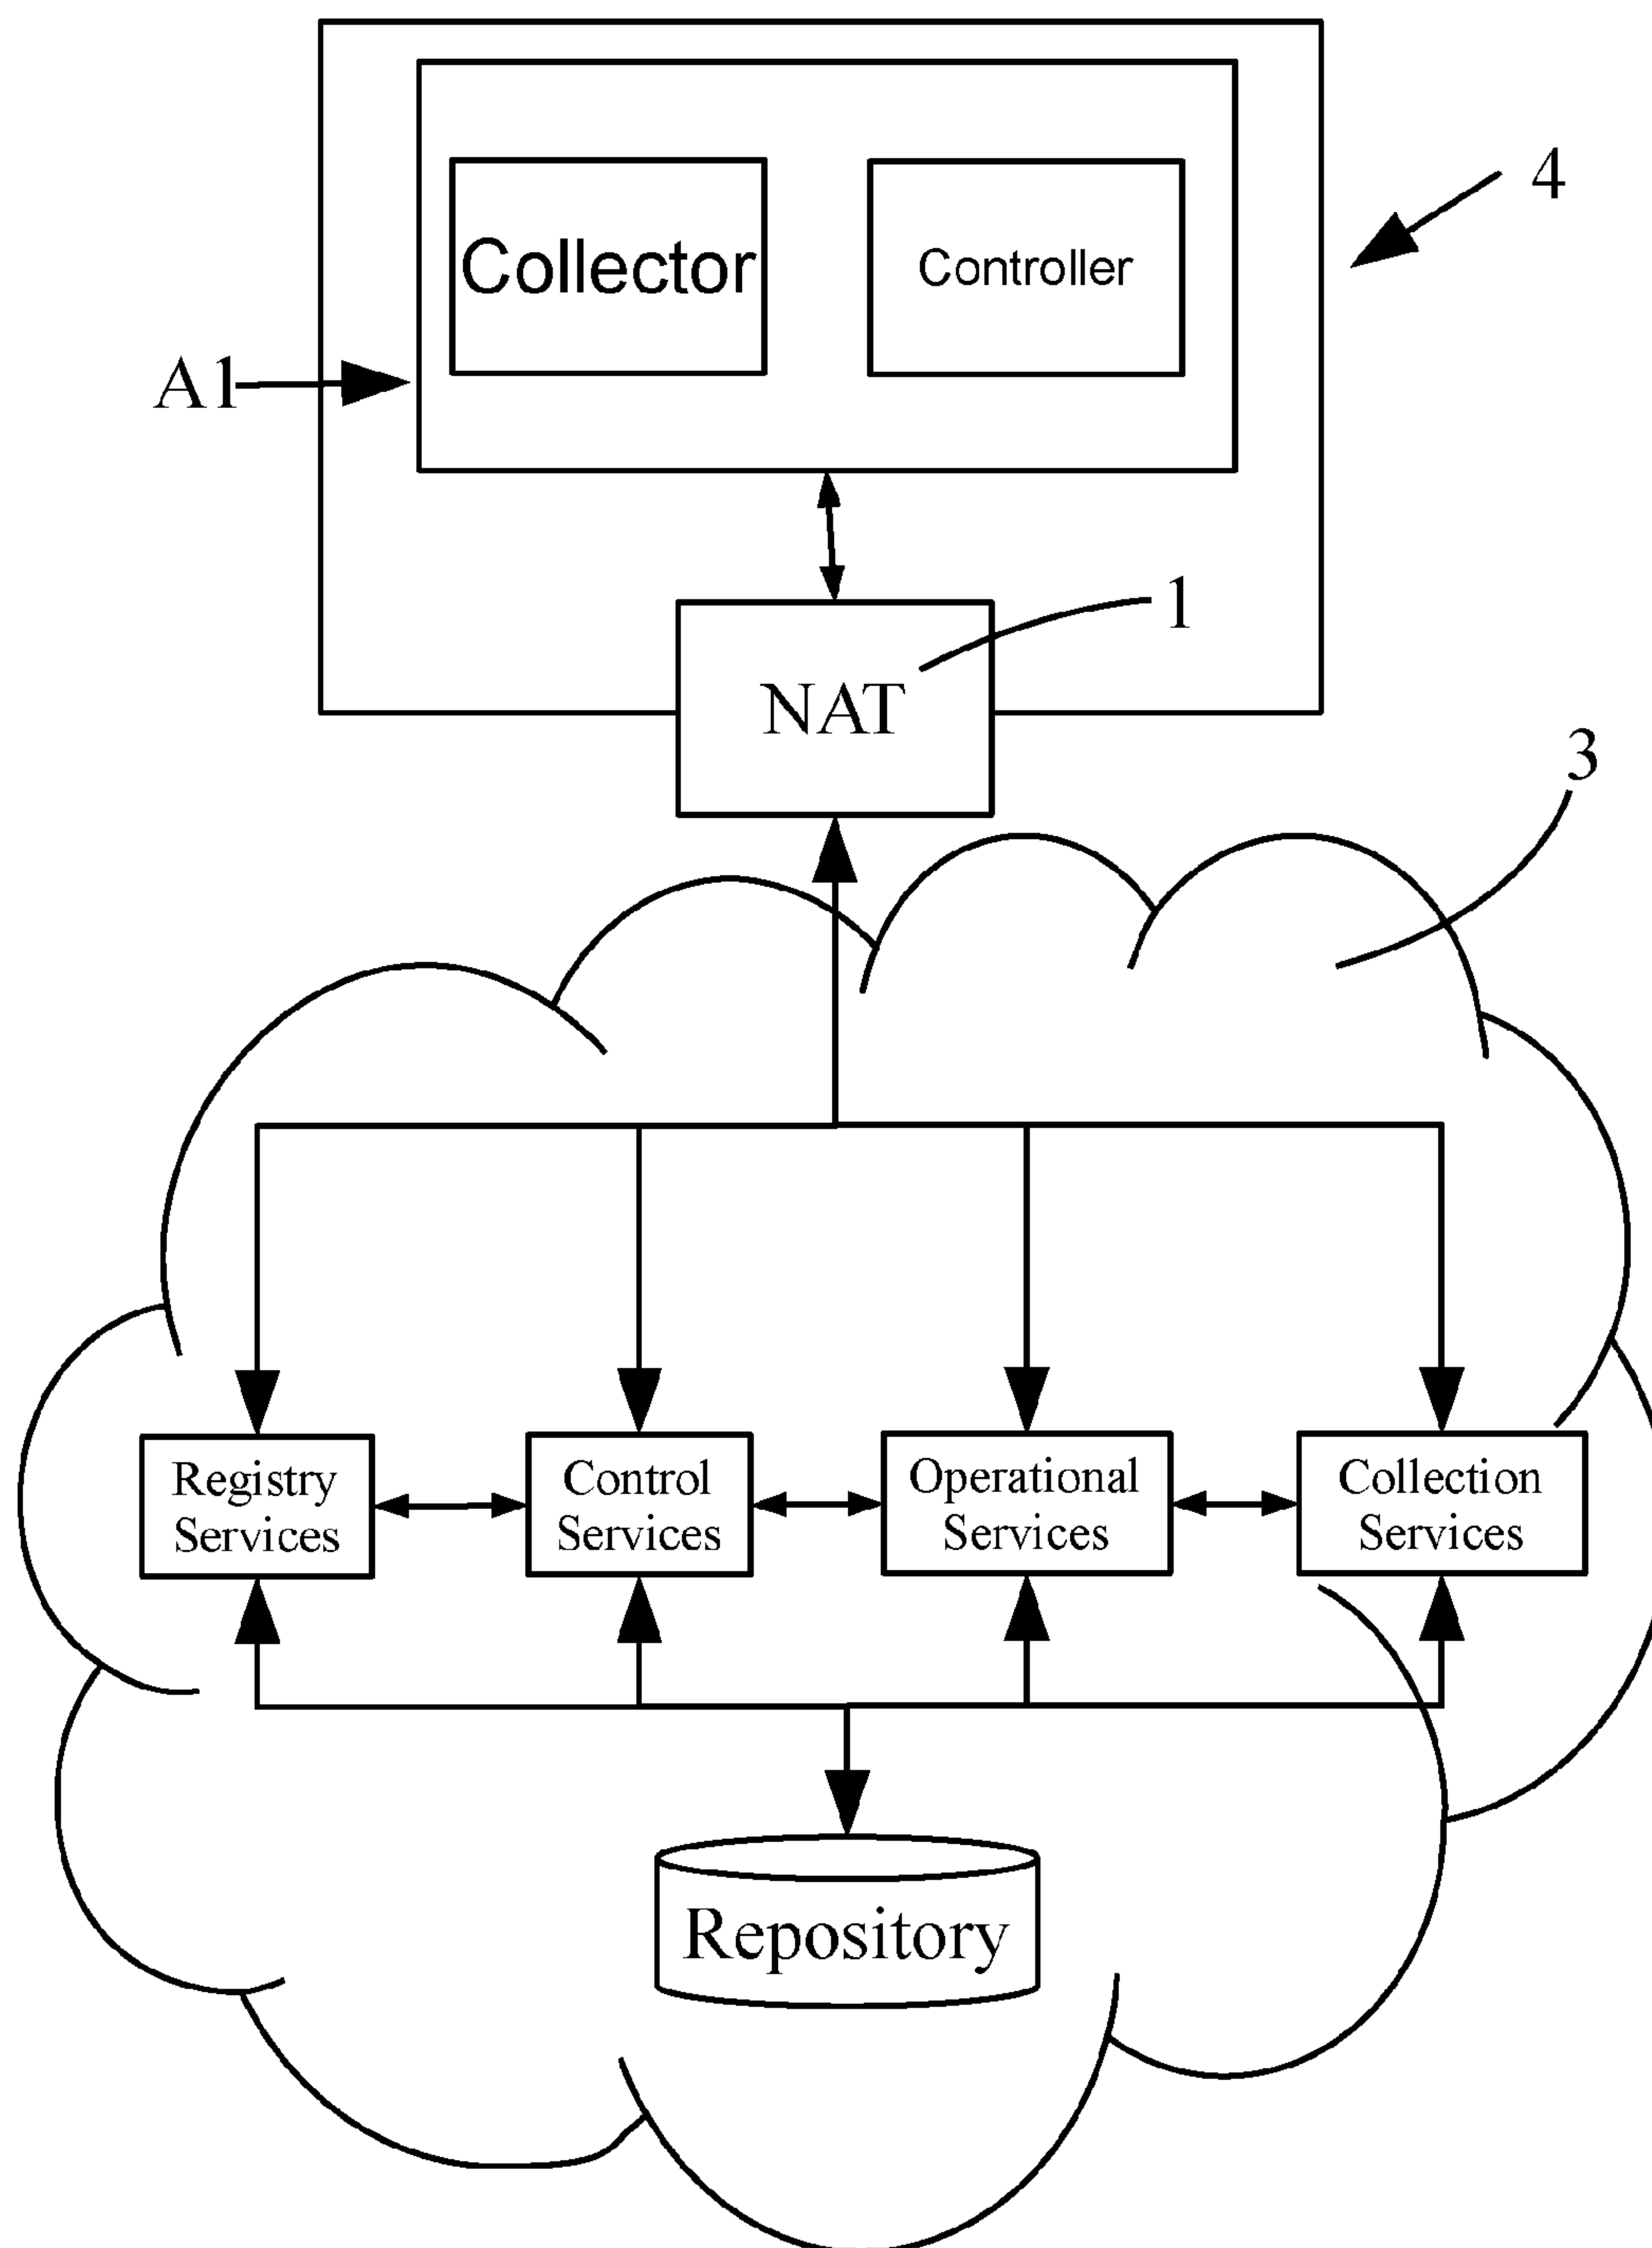 4
Collector
Controller
A1
1
NAT
3
Registry
Services
Control
Services
Operational
Services
Collection
Services
Repository